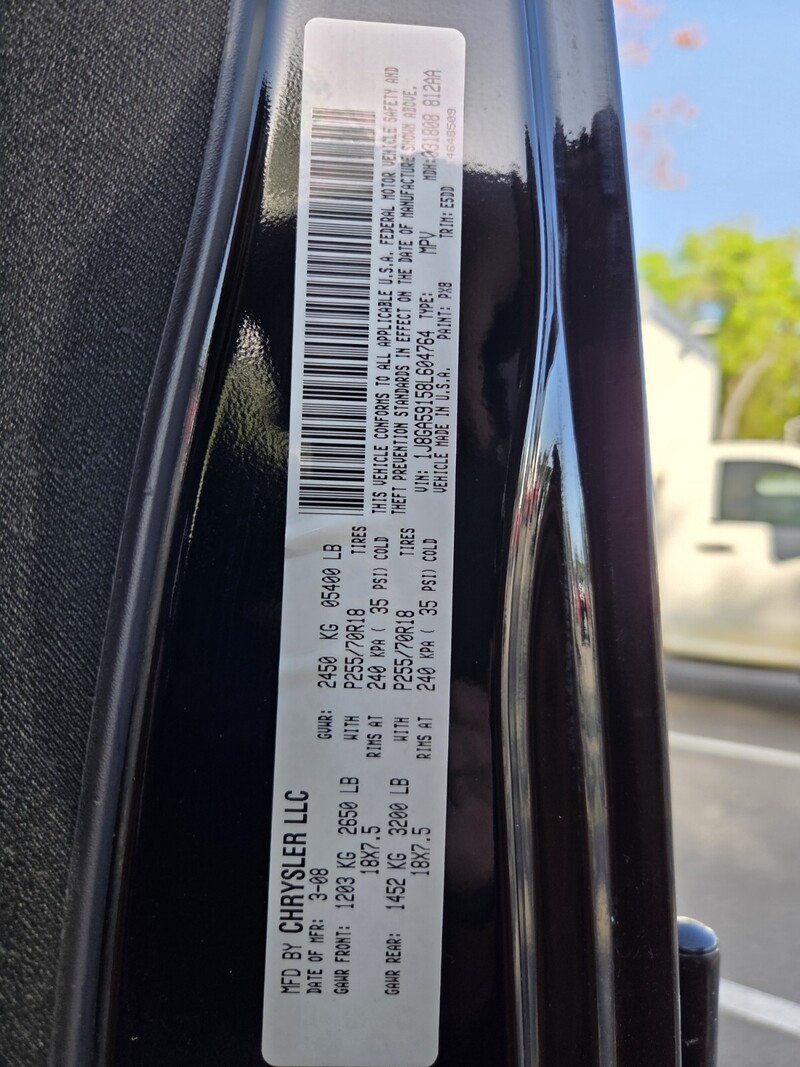 MFD BY CHRYSLER LLC
DATE OF MFR: 3-08 GVWR: 2450 KG 05400 LB
GAWR FRONT: 1203 KG 2650 LB WITH P255/70R18 TIRES
18X7.5 RIMS AT 240 KPA ( 35 PSI) COLD
GAWR REAR: 1452 KG 3200 LB WITH P255/70R18 TIRES
18X7.5 RIMS AT 240 KPA ( 35 PSI) COLD
THIS VEHICLE CONFORMS TO ALL APPLICABLE U.S.A. FEDERAL MOTOR VEHICLE SAFETY AND
THEFT PREVENTION STANDARDS IN EFFECT ON THE DATE OF MANUFACTURE SHOWN ABOVE.
VIN: 1J8GA59158L604764 TYPE: MPV MDH:031808 812AA
VEHICLE MADE IN U.S.A. PAINT: PX8 TRIM: E5DD 4648509